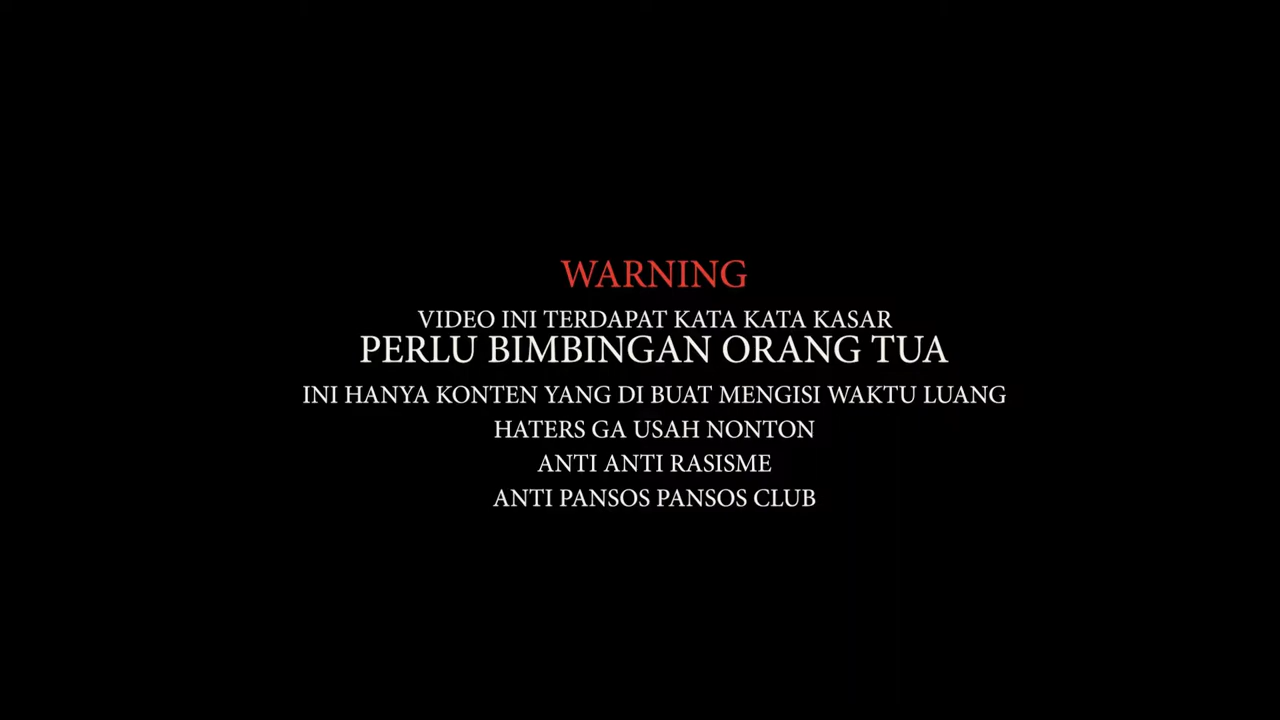 WARNING
VIDEO INI TERDAPAT KATA KATA KASAR
PERLU BIMBINGAN ORANG TUA
INI HANYA KONTEN YANG DI BUAT MENGISI WAKTU LUANG
HATERS GA USAH NONTON
ANTI ANTI RASISME
ANTI PANSOS PANSOS CLUB